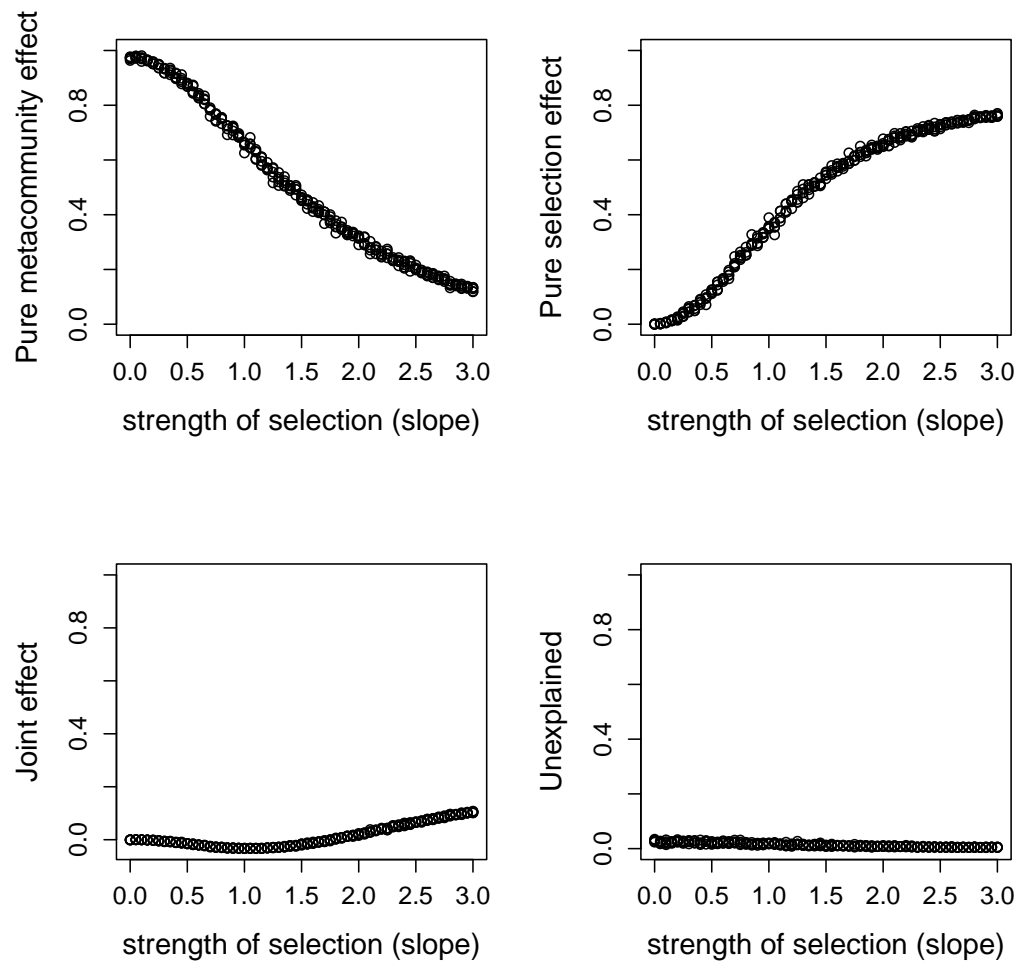 Pure metacommunity effect
0.0 0.4 0.8
0.0 0.5 1.0 1.5 2.0 2.5 3.0
strength of selection (slope)
Pure selection effect
0.0 0.4 0.8
0.0 0.5 1.0 1.5 2.0 2.5 3.0
strength of selection (slope)
Joint effect
0.0 0.4 0.8
0.0 0.5 1.0 1.5 2.0 2.5 3.0
strength of selection (slope)
Unexplained
0.0 0.4 0.8
0.0 0.5 1.0 1.5 2.0 2.5 3.0
strength of selection (slope)